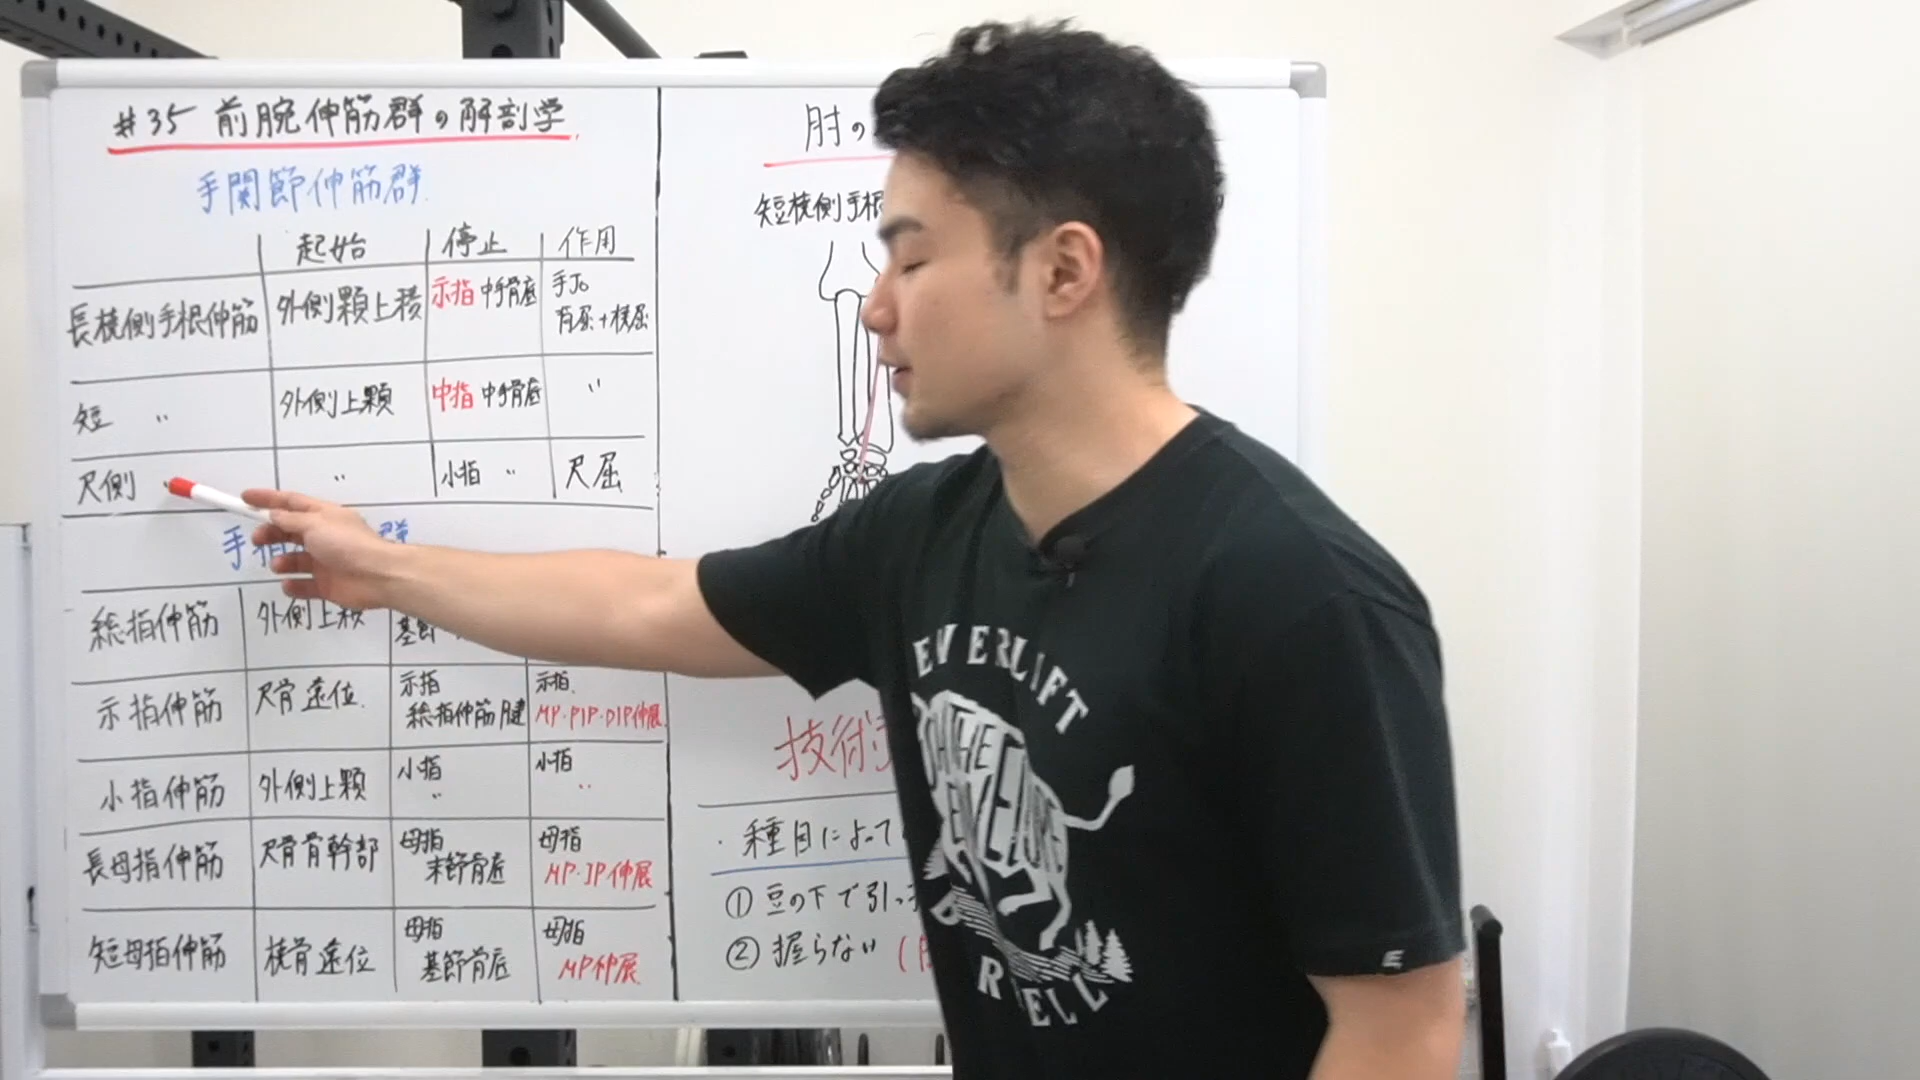 #35 前腕伸筋群の解剖学
手関節伸筋群
起始 停止 作用
長橈側手根伸筋 外側顆上稜 示指 中手骨底 手Jo 背屈+橈屈
短 〃 外側上顆 中指 中手骨底 〃
尺側 〃 小指 〃 尺屈
手指 群
総指伸筋 外側上
示指伸筋 尺骨遠位 示指 総指伸筋腱 示指 MP・PIP・DIP伸展
小指伸筋 外側上顆 小指 〃 小指 〃
長母指伸筋 尺骨骨幹部 母指 末節骨底 母指 MP・IP伸展
短母指伸筋 橈骨遠位 母指 基節骨底 母指 MP伸展
肘の
短橈側手根
技術
・種目によって
①豆の下で引っ
②握らない
EVERLIFT